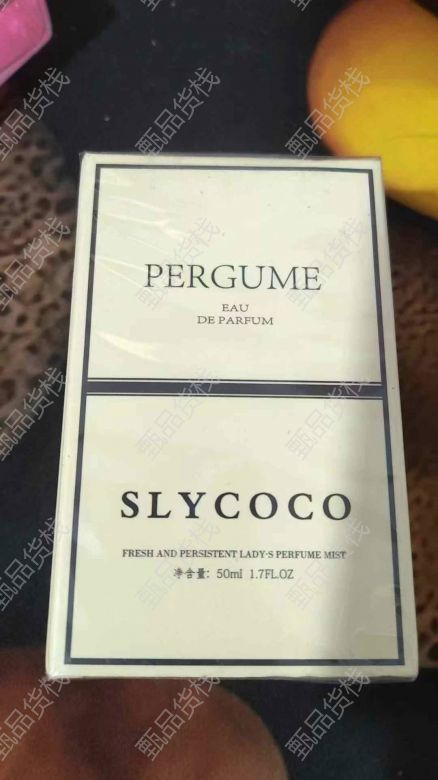 PERGUME
EAU
DE PARFUM
SLYCOCO
FRESH AND PERSISTENT LADY·S PERFUME MIST
净含量: 50ml 1.7FL.OZ
甄品货栈